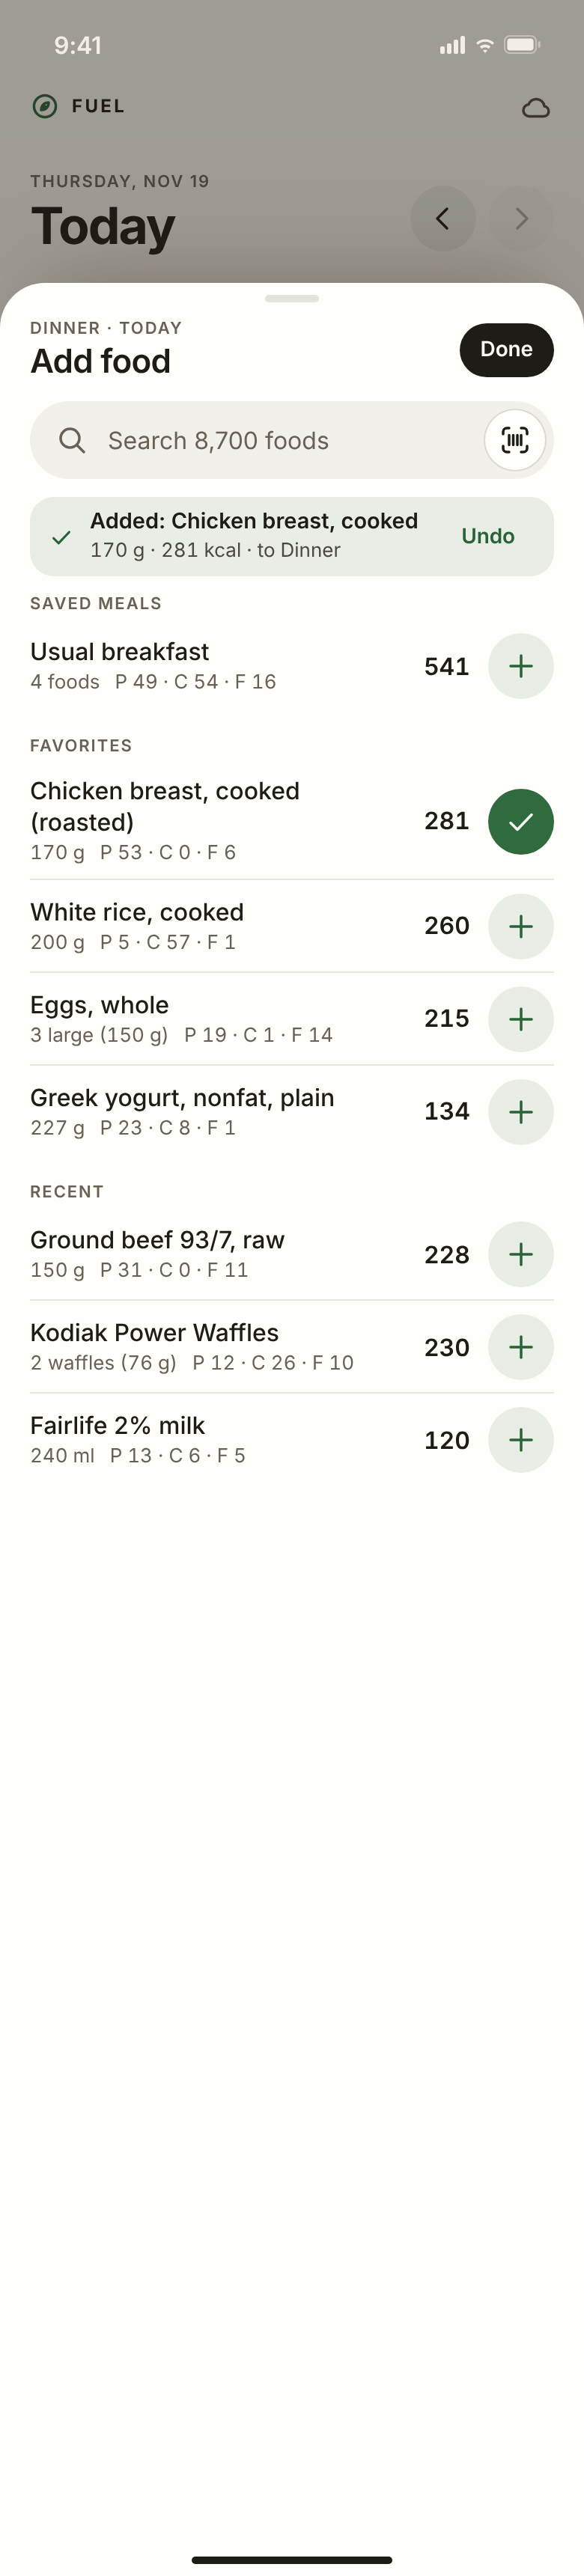 9:41
FUEL
THURSDAY, NOV 19
Today
DINNER · TODAY
Add food
Done
Search 8,700 foods
Added: Chicken breast, cooked
170 g · 281 kcal · to Dinner
Undo
SAVED MEALS
Usual breakfast
4 foods P 49 · C 54 · F 16
541
FAVORITES
Chicken breast, cooked
(roasted)
170 g P 53 · C 0 · F 6
281
White rice, cooked
200 g P 5 · C 57 · F 1
260
Eggs, whole
3 large (150 g) P 19 · C 1 · F 14
215
Greek yogurt, nonfat, plain
227 g P 23 · C 8 · F 1
134
RECENT
Ground beef 93/7, raw
150 g P 31 · C 0 · F 11
228
Kodiak Power Waffles
2 waffles (76 g) P 12 · C 26 · F 10
230
Fairlife 2% milk
240 ml P 13 · C 6 · F 5
120